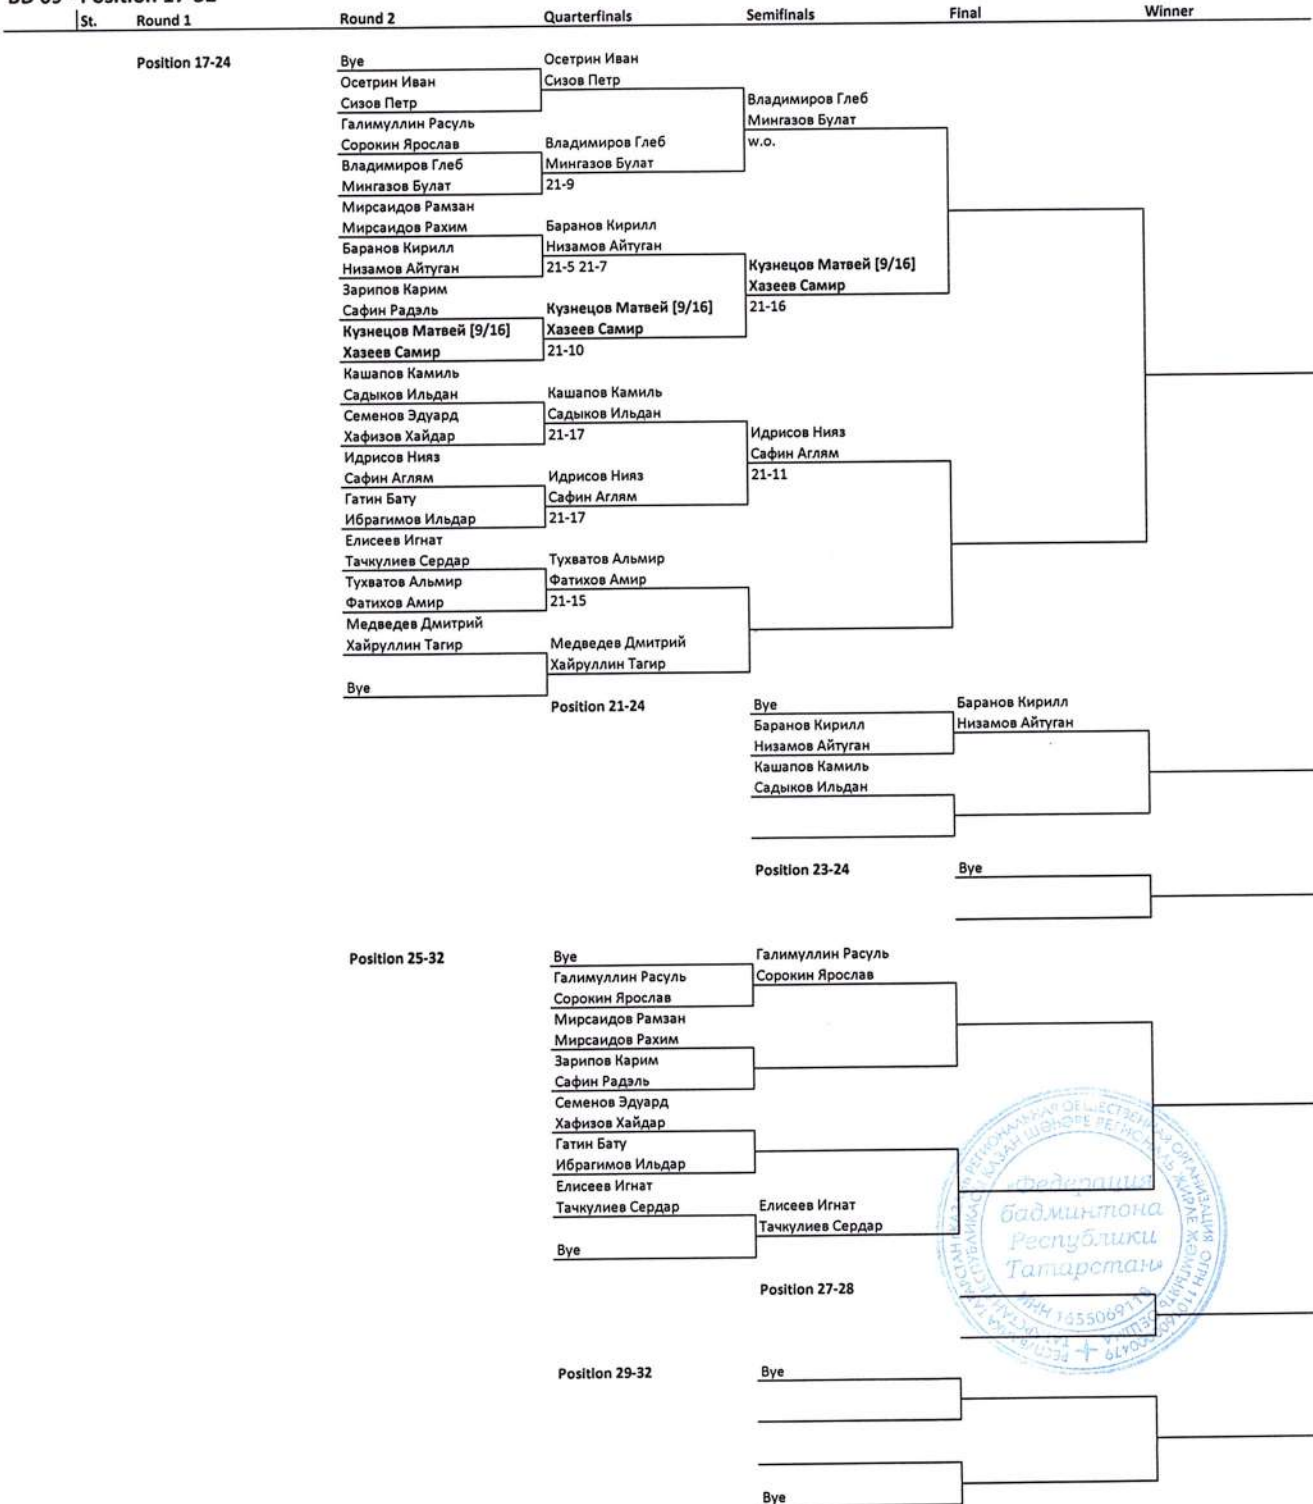 Position 17-32
St. Round 1 Round 2 Quarterfinals Semifinals Final Winner
Position 17-24
Bye
Осетрин Иван
Сизов Петр
Галимуллин Расуль
Сорокин Ярослав
Владимиров Глеб
Мингазов Булат
Мирсаидов Рамзан
Мирсаидов Рахим
Баранов Кирилл
Низамов Айтуган
Зарипов Карим
Сафин Радэль
Кузнецов Матвей [9/16]
Хазеев Самир
Кашапов Камиль
Садыков Ильдан
Семенов Эдуард
Хафизов Хайдар
Идрисов Нияз
Сафин Аглям
Гатин Бату
Ибрагимов Ильдар
Елисеев Игнат
Тачкулиев Сердар
Тухватов Альмир
Фатихов Амир
Медведев Дмитрий
Хайруллин Тагир
Bye
Осетрин Иван
Сизов Петр
Владимиров Глеб
Мингазов Булат
21-9
Баранов Кирилл
Низамов Айтуган
21-5 21-7
Кузнецов Матвей [9/16]
Хазеев Самир
21-10
Кашапов Камиль
Садыков Ильдан
21-17
Идрисов Нияз
Сафин Аглям
21-17
Тухватов Альмир
Фатихов Амир
21-15
Медведев Дмитрий
Хайруллин Тагир
Владимиров Глеб
Мингазов Булат
w.o.
Кузнецов Матвей [9/16]
Хазеев Самир
21-16
Идрисов Нияз
Сафин Аглям
21-11
Position 21-24
Bye
Баранов Кирилл
Низамов Айтуган
Кашапов Камиль
Садыков Ильдан
Баранов Кирилл
Низамов Айтуган
Position 23-24
Bye
Position 25-32
Bye
Галимуллин Расуль
Сорокин Ярослав
Мирсаидов Рамзан
Мирсаидов Рахим
Зарипов Карим
Сафин Радэль
Семенов Эдуард
Хафизов Хайдар
Гатин Бату
Ибрагимов Ильдар
Елисеев Игнат
Тачкулиев Сердар
Bye
Галимуллин Расуль
Сорокин Ярослав
Елисеев Игнат
Тачкулиев Сердар
«Федерация
бадминтона
Республики
Татарстан»
ИНН 1655069110
Position 27-28
Position 29-32
Bye
Bye